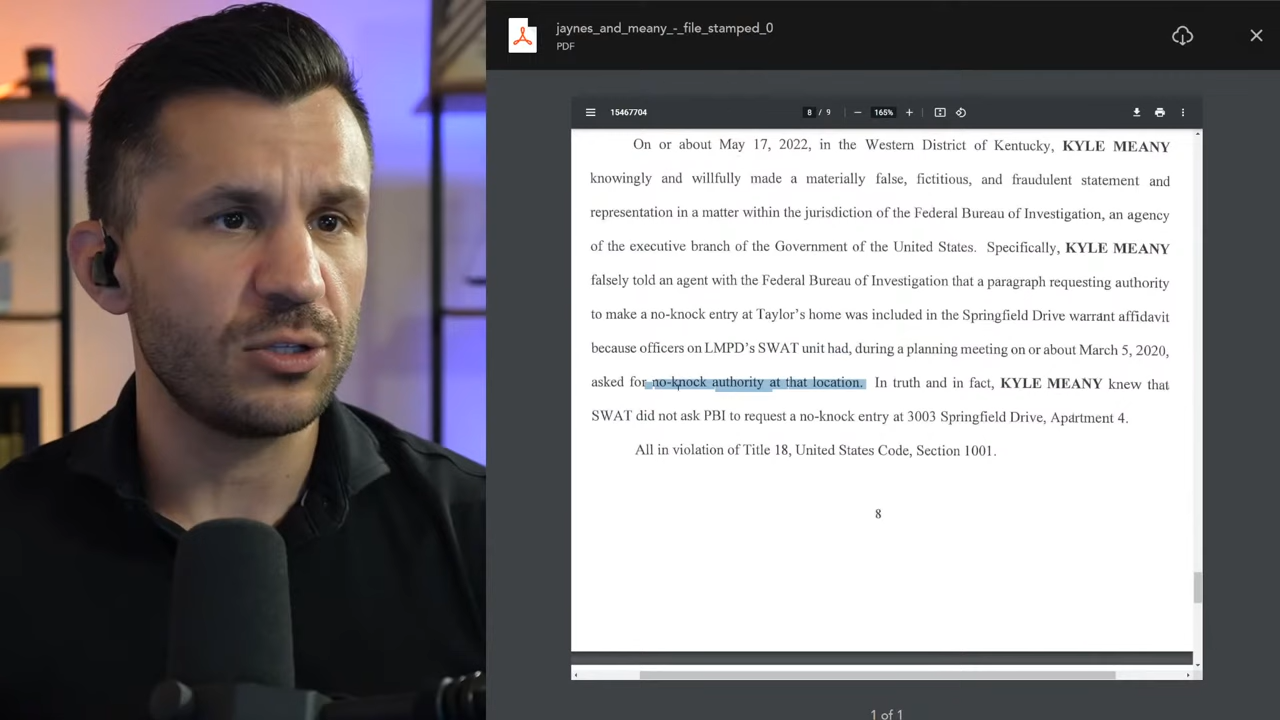 jaynes_and_meany_-_file_stamped_0
PDF
15467704
8 / 9
165%
On or about May 17, 2022, in the Western District of Kentucky, KYLE MEANY
knowingly and willfully made a materially false, fictitious, and fraudulent statement and
representation in a matter within the jurisdiction of the Federal Bureau of Investigation, an agency
of the executive branch of the Government of the United States. Specifically, KYLE MEANY
falsely told an agent with the Federal Bureau of Investigation that a paragraph requesting authority
to make a no-knock entry at Taylor's home was included in the Springfield Drive warrant affidavit
because officers on LMPD's SWAT unit had, during a planning meeting on or about March 5, 2020,
asked for no-knock authority at that location. In truth and in fact, KYLE MEANY knew that
SWAT did not ask PBI to request a no-knock entry at 3003 Springfield Drive, Apartment 4.
All in violation of Title 18, United States Code, Section 1001.
8
1 of 1